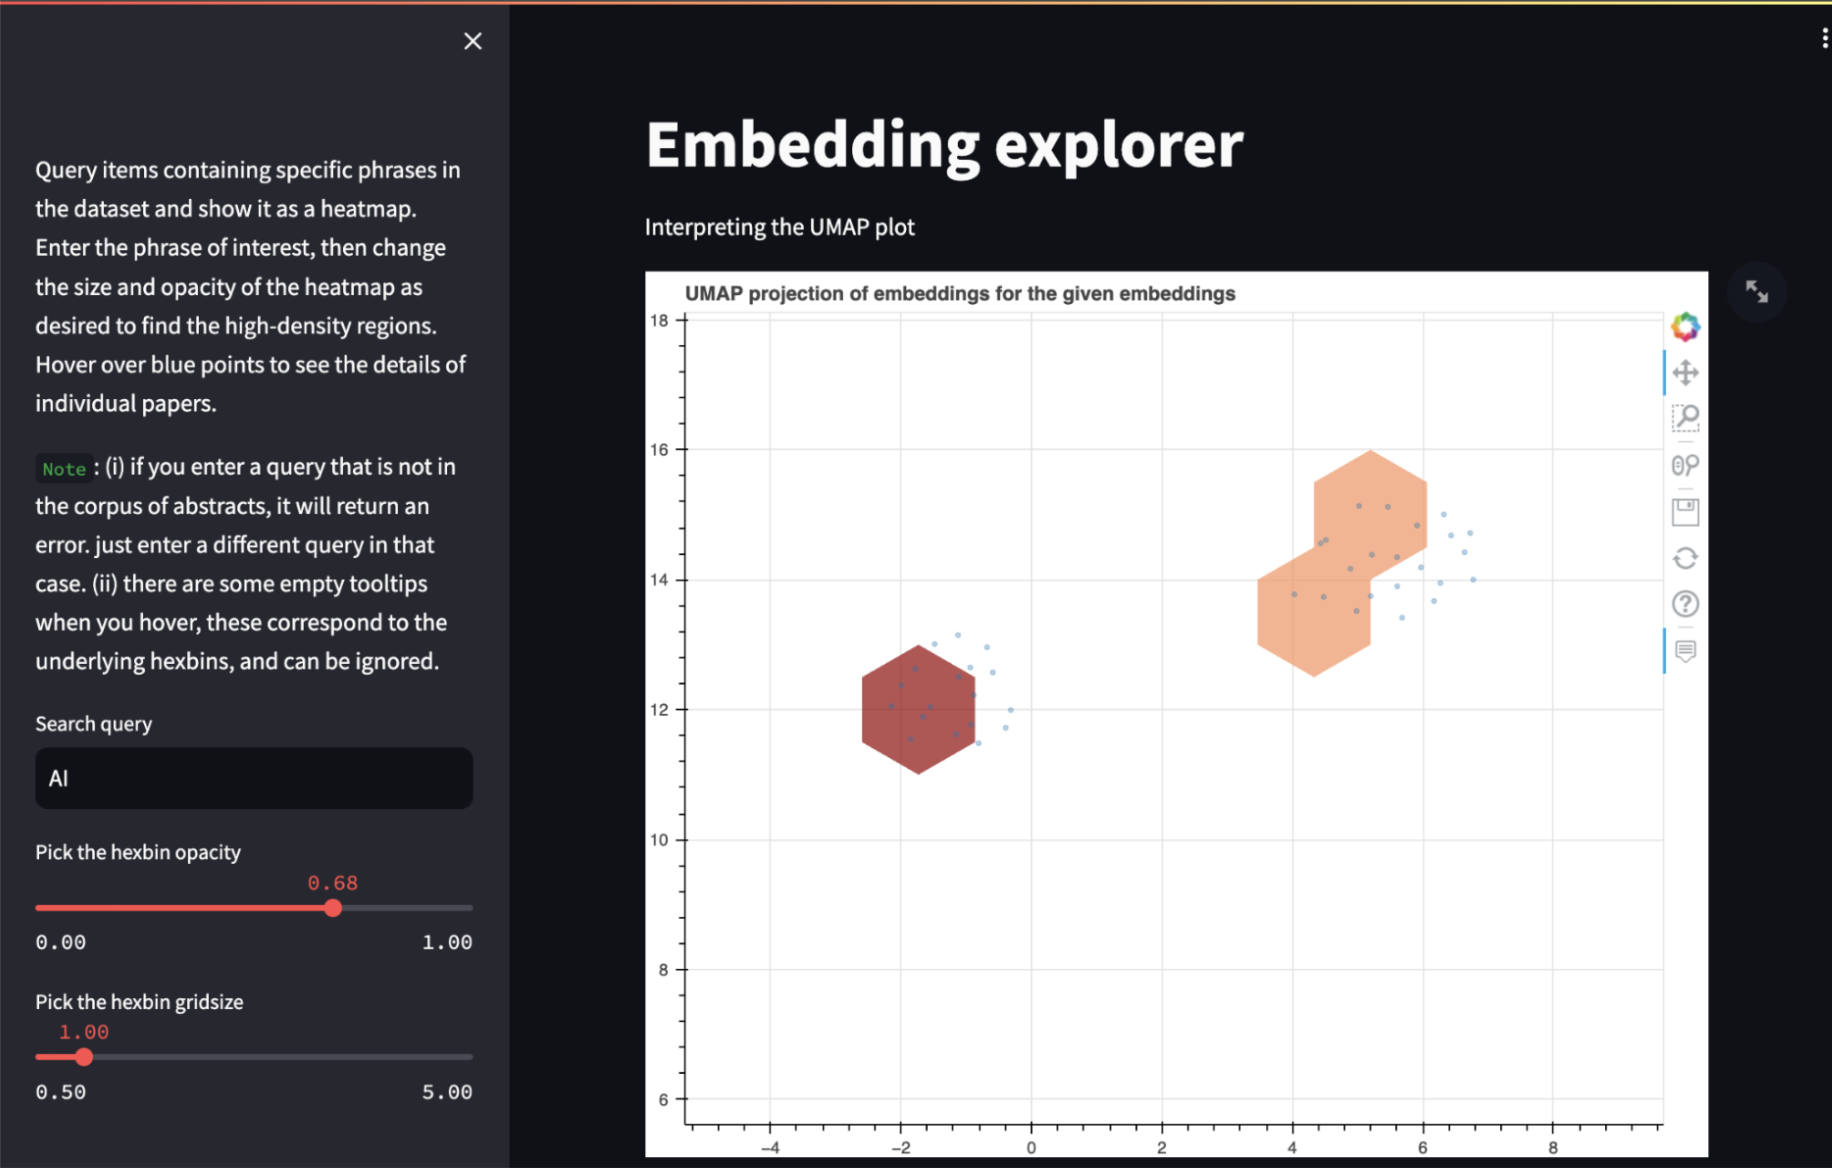 Query items containing specific phrases in
the dataset and show it as a heatmap.
Enter the phrase of interest, then change
the size and opacity of the heatmap as
desired to find the high-density regions.
Hover over blue points to see the details of
individual papers.
Note: (i) if you enter a query that is not in
the corpus of abstracts, it will return an
error. just enter a different query in that
case. (ii) there are some empty tooltips
when you hover, these correspond to the
underlying hexbins, and can be ignored.
Search query
AI
Pick the hexbin opacity
0.68
0.00 1.00
Pick the hexbin gridsize
1.00
0.50 5.00
Embedding explorer
Interpreting the UMAP plot
UMAP projection of embeddings for the given embeddings
18
16
14
12
10
8
6
−4 −2 0 2 4 6 8